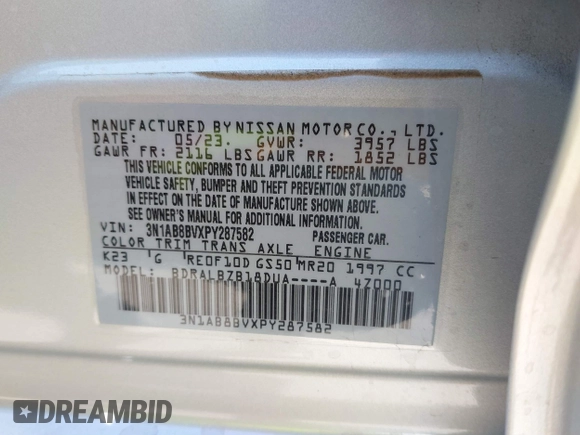 MANUFACTURED BY NISSAN MOTOR CO., LTD.
DATE: 05/23. GVWR: 3957 LBS
GAWR FR: 2116 LBS GAWR RR: 1852 LBS
THIS VEHICLE CONFORMS TO ALL APPLICABLE FEDERAL MOTOR
VEHICLE SAFETY, BUMPER AND THEFT PREVENTION STANDARDS
IN EFFECT ON THE DATE OF MANUFACTURE SHOWN ABOVE.
SEE OWNER'S MANUAL FOR ADDITIONAL INFORMATION.
VIN: 3N1AB8BVXPY287582 PASSENGER CAR.
COLOR TRIM TRANS AXLE ENGINE
K23 G RE0F10D GS50 MR20 1997 CC
MODEL: BDRALBZB18DUA----A 4Z000
3N1AB8BVXPY287582
DREAMBID